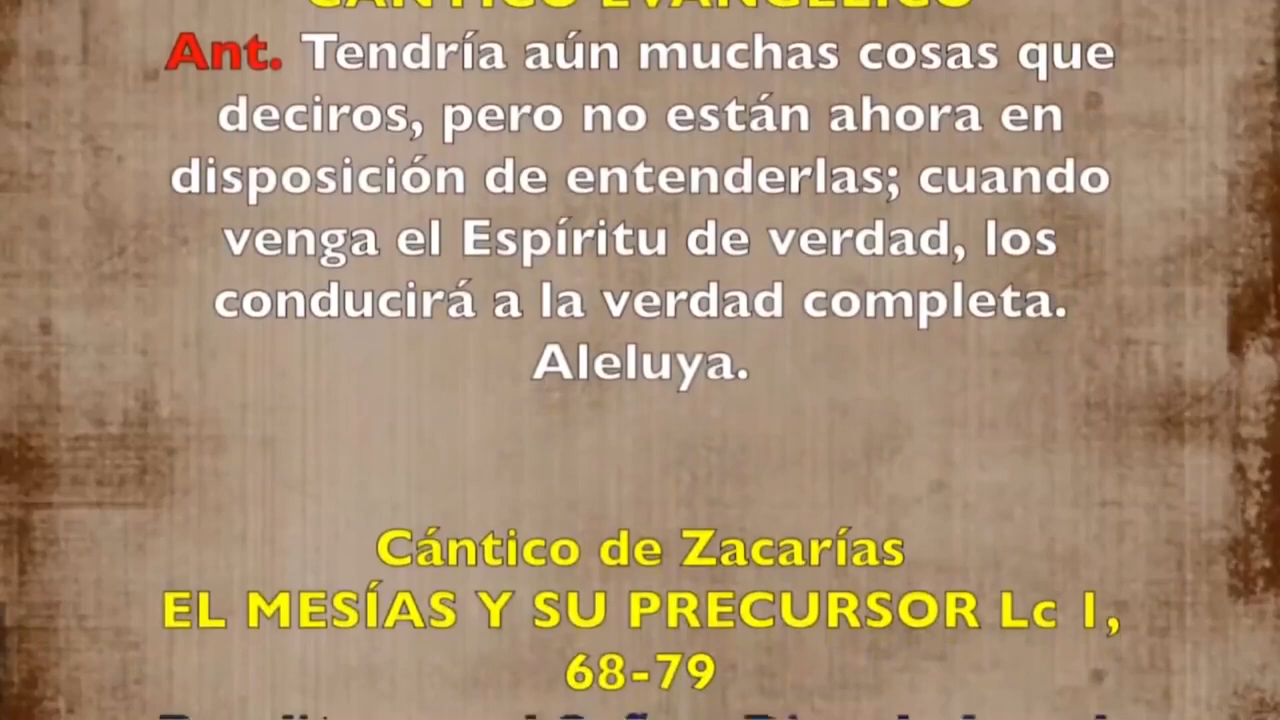 CÁNTICO EVANGÉLICO
Ant. Tendría aún muchas cosas que
deciros, pero no están ahora en
disposición de entenderlas; cuando
venga el Espíritu de verdad, los
conducirá a la verdad completa.
Aleluya.
Cántico de Zacarías
EL MESÍAS Y SU PRECURSOR Lc 1,
68-79